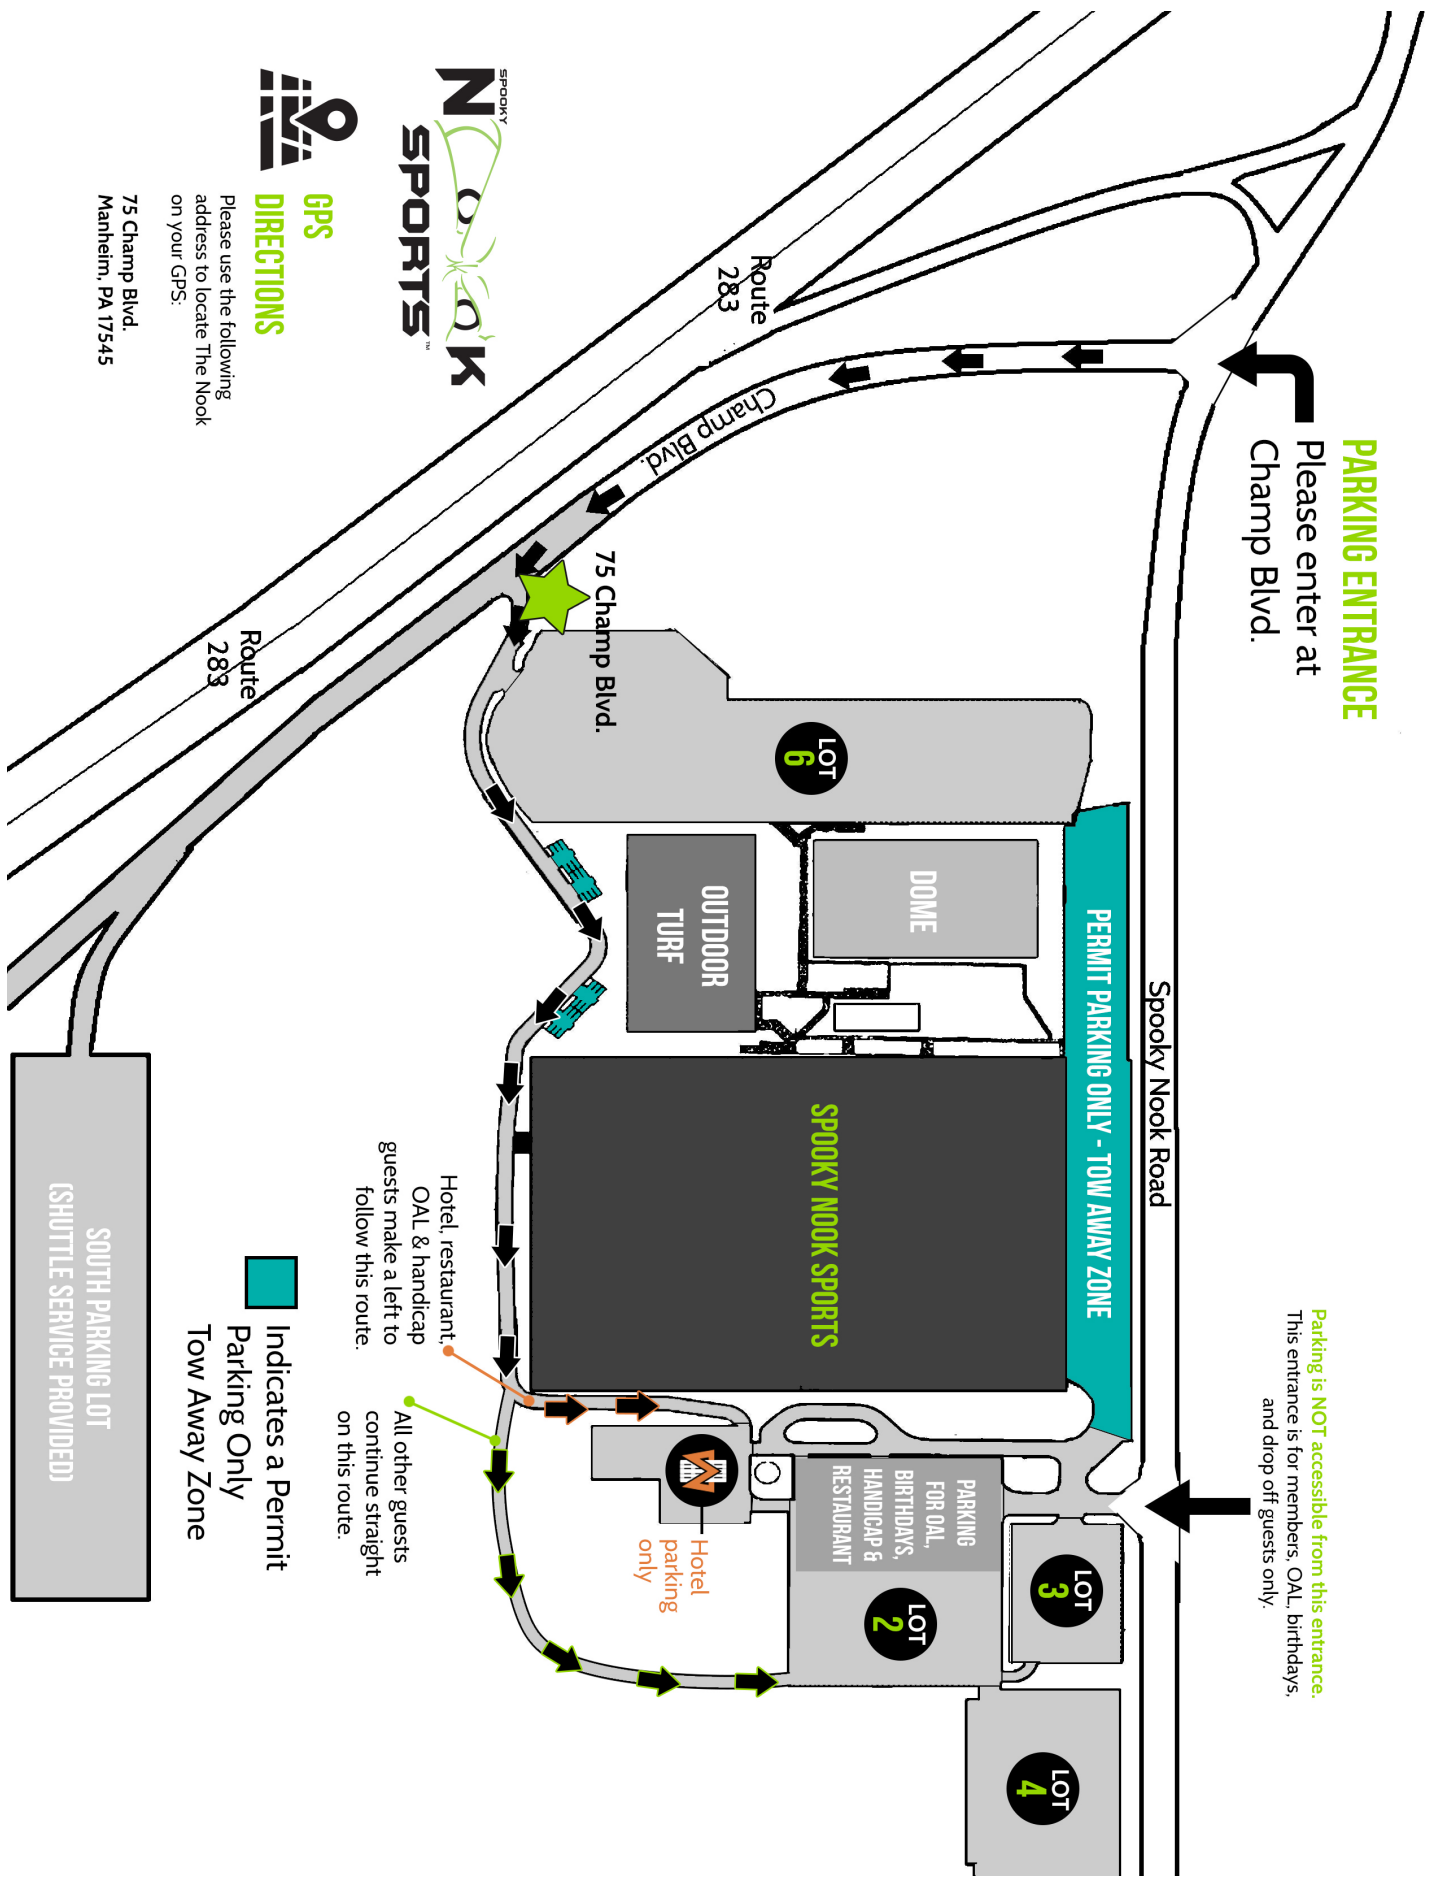 PARKING ENTRANCE
Please enter at
Champ Blvd.
Parking is NOT accessible from this entrance.
This entrance is for members, OAL, birthdays,
and drop off guests only.
Spooky Nook Road
PERMIT PARKING ONLY - TOW AWAY ZONE
LOT
3
LOT
4
DOME
LOT
6
PARKING
FOR OAL,
BIRTHDAYS,
HANDICAP &
RESTAURANT
LOT
2
SPOOKY NOOK SPORTS
Route
283
Champ Blvd.
OUTDOOR
TURF
Hotel
parking
only
75 Champ Blvd.
SPOOKY
NOOK
SPORTS™
Hotel, restaurant,
OAL & handicap
guests make a left to
follow this route.
All other guests
continue straight
on this route.
GPS
DIRECTIONS
Please use the following
address to locate The Nook
on your GPS:
75 Champ Blvd.
Manheim, PA 17545
Route
283
Indicates a Permit
Parking Only
Tow Away Zone
SOUTH PARKING LOT
(SHUTTLE SERVICE PROVIDED)